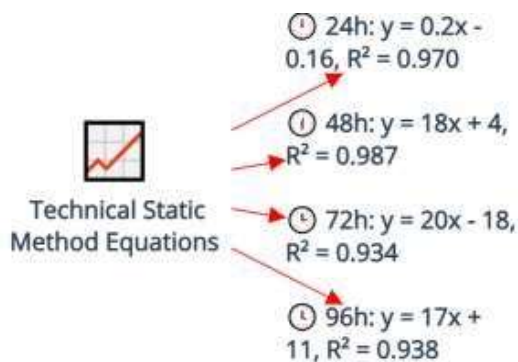 24h: y = 0.2x -
0.16, R² = 0.970
48h: y = 18x + 4,
R² = 0.987
Technical Static
Method Equations
72h: y = 20x - 18,
R² = 0.934
96h: y = 17x +
11, R² = 0.938